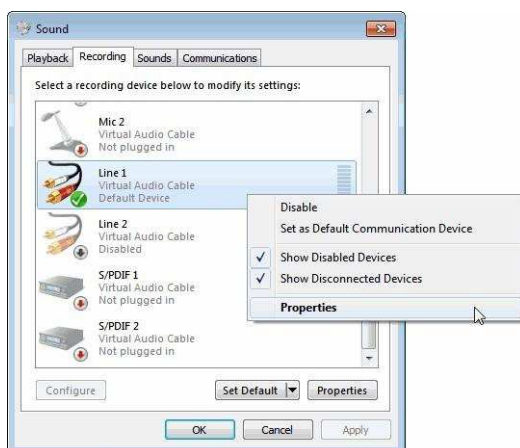 Sound
Playback Recording Sounds Communications
Select a recording device below to modify its settings:
Mic 2
Virtual Audio Cable
Not plugged in
Line 1
Virtual Audio Cable
Default Device
Line 2
Virtual Audio Cable
Disabled
S/PDIF 1
Virtual Audio Cable
Not plugged in
S/PDIF 2
Virtual Audio Cable
Not plugged in
Disable
Set as Default Communication Device
Show Disabled Devices
Show Disconnected Devices
Properties
Configure Set Default Properties
OK Cancel Apply